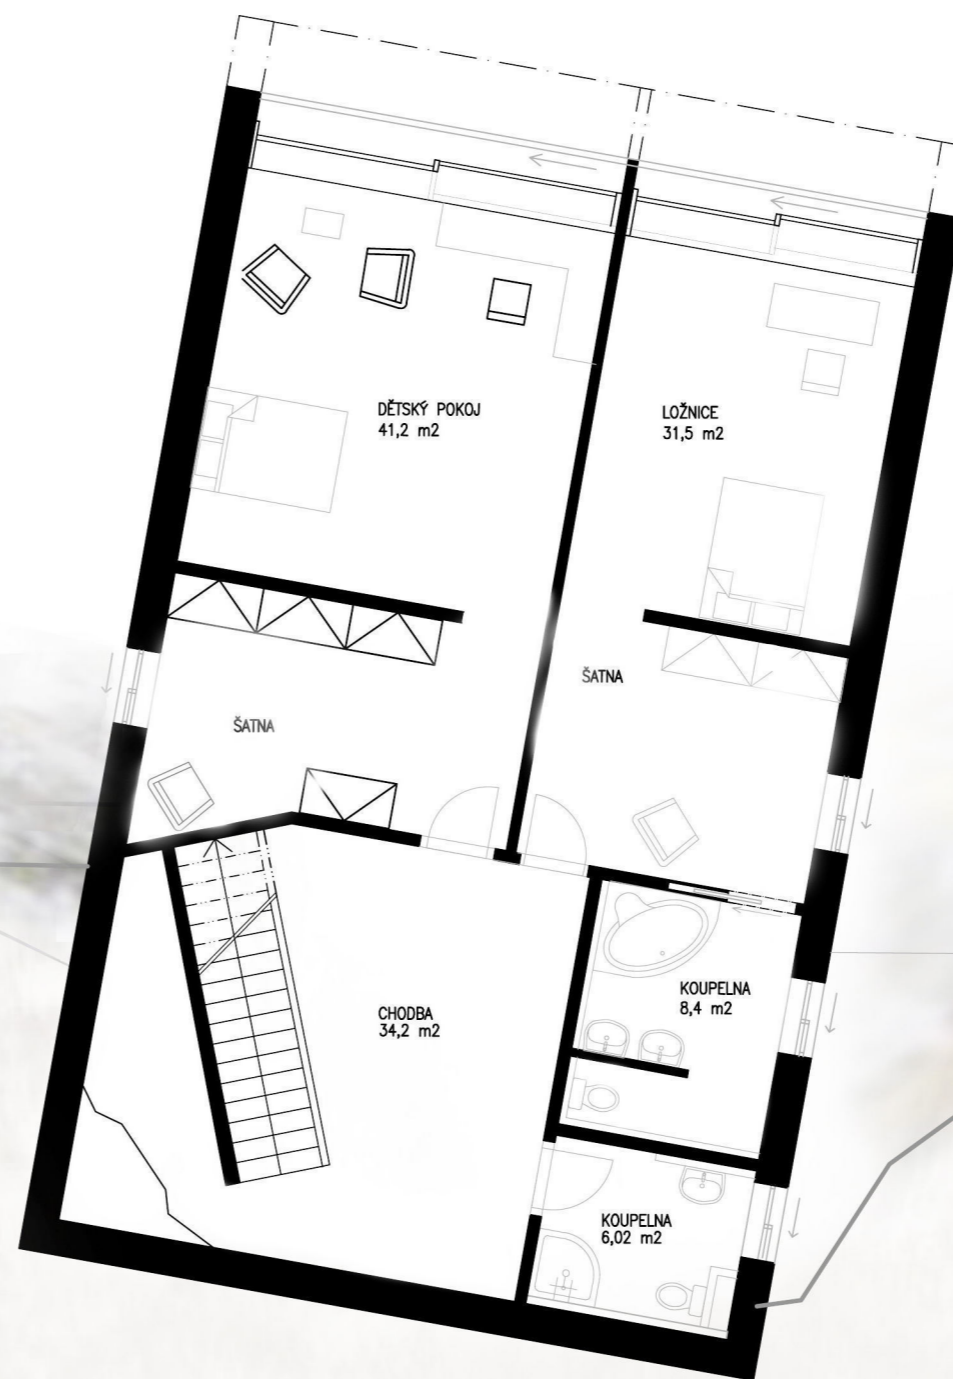 DĚTSKÝ POKOJ
41,2 m2
LOŽNICE
31,5 m2
ŠATNA
ŠATNA
CHODBA
34,2 m2
KOUPELNA
8,4 m2
KOUPELNA
6,02 m2